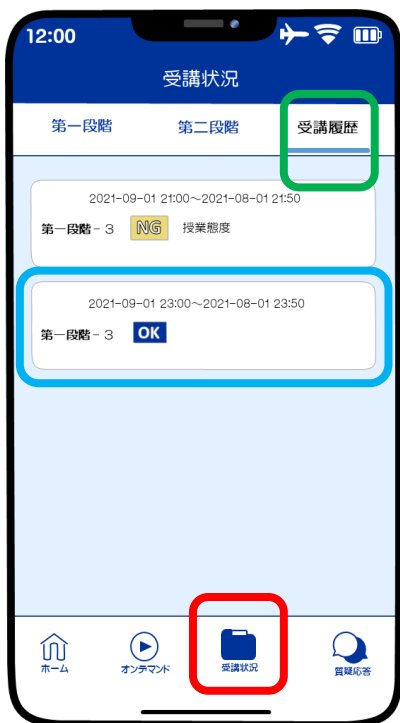 12:00
受講状況
第一段階 第二段階 受講履歴
2021-09-01 21:00～2021-08-01 21:50
第一段階－３ NG 授業態度
2021-09-01 23:00～2021-08-01 23:50
第一段階－３ OK
ホーム オンデマンド 受講状況 質疑応答